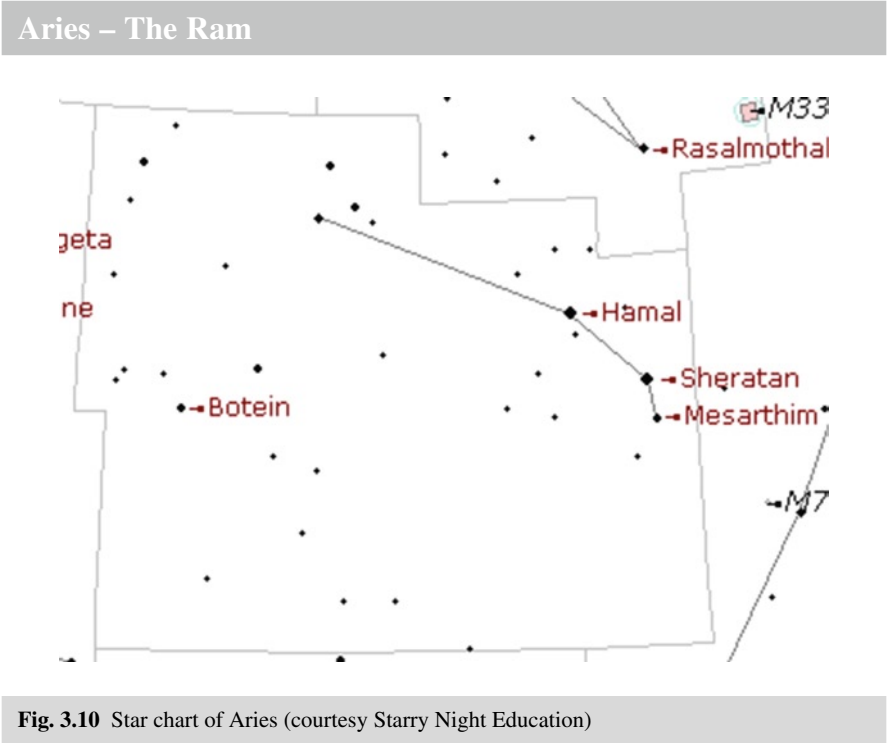 Aries – The Ram
M33
Rasalmothal
geta
ne
Hamal
Sheratan
Botein
Mesarthim
M7
Fig. 3.10 Star chart of Aries (courtesy Starry Night Education)